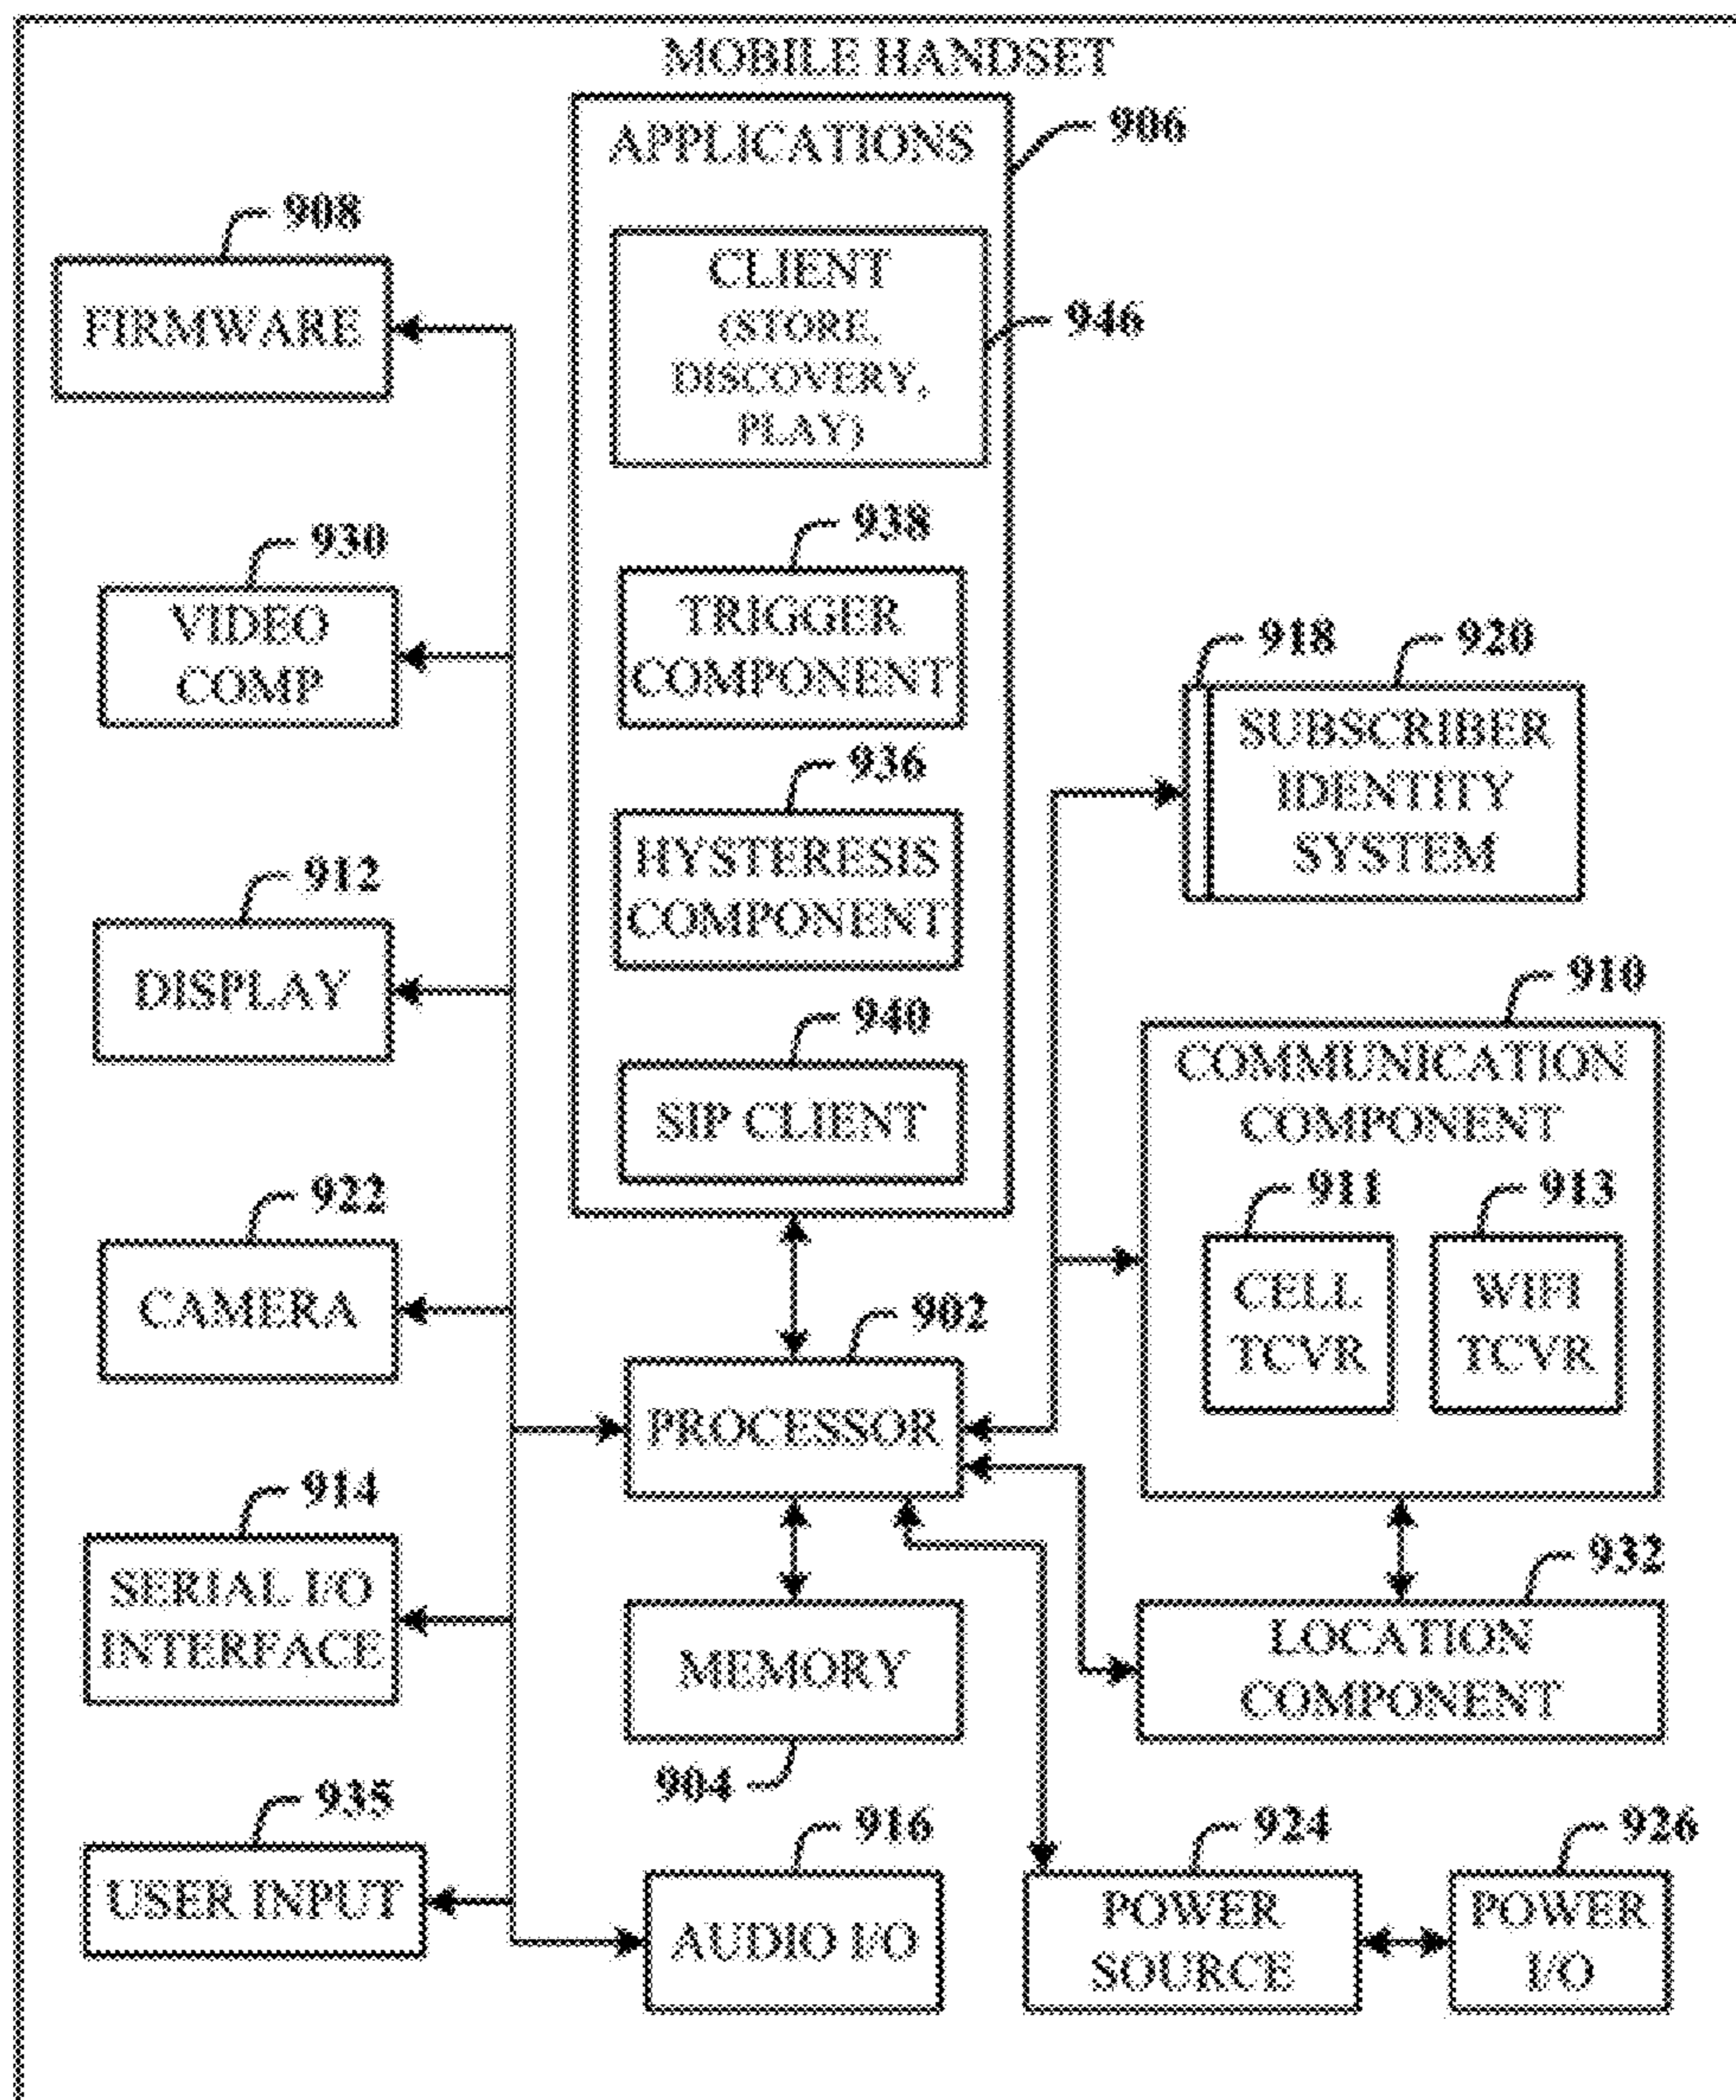 MOBILE HANDSET
APPLICATIONS
906
CLIENT
(STORE,
DISCOVERY,
PLAY)
946
938
TRIGGER
COMPONENT
936
HYSTERESIS
COMPONENT
940
SIP CLIENT
908
FIRMWARE
930
VIDEO
COMP
912
DISPLAY
922
CAMERA
914
SERIAL I/O
INTERFACE
935
USER INPUT
902
PROCESSOR
MEMORY
904
916
AUDIO I/O
918
920
SUBSCRIBER
IDENTITY
SYSTEM
910
COMMUNICATION
COMPONENT
911
CELL
TCVR
913
WIFI
TCVR
932
LOCATION
COMPONENT
924
POWER
SOURCE
926
POWER
I/O